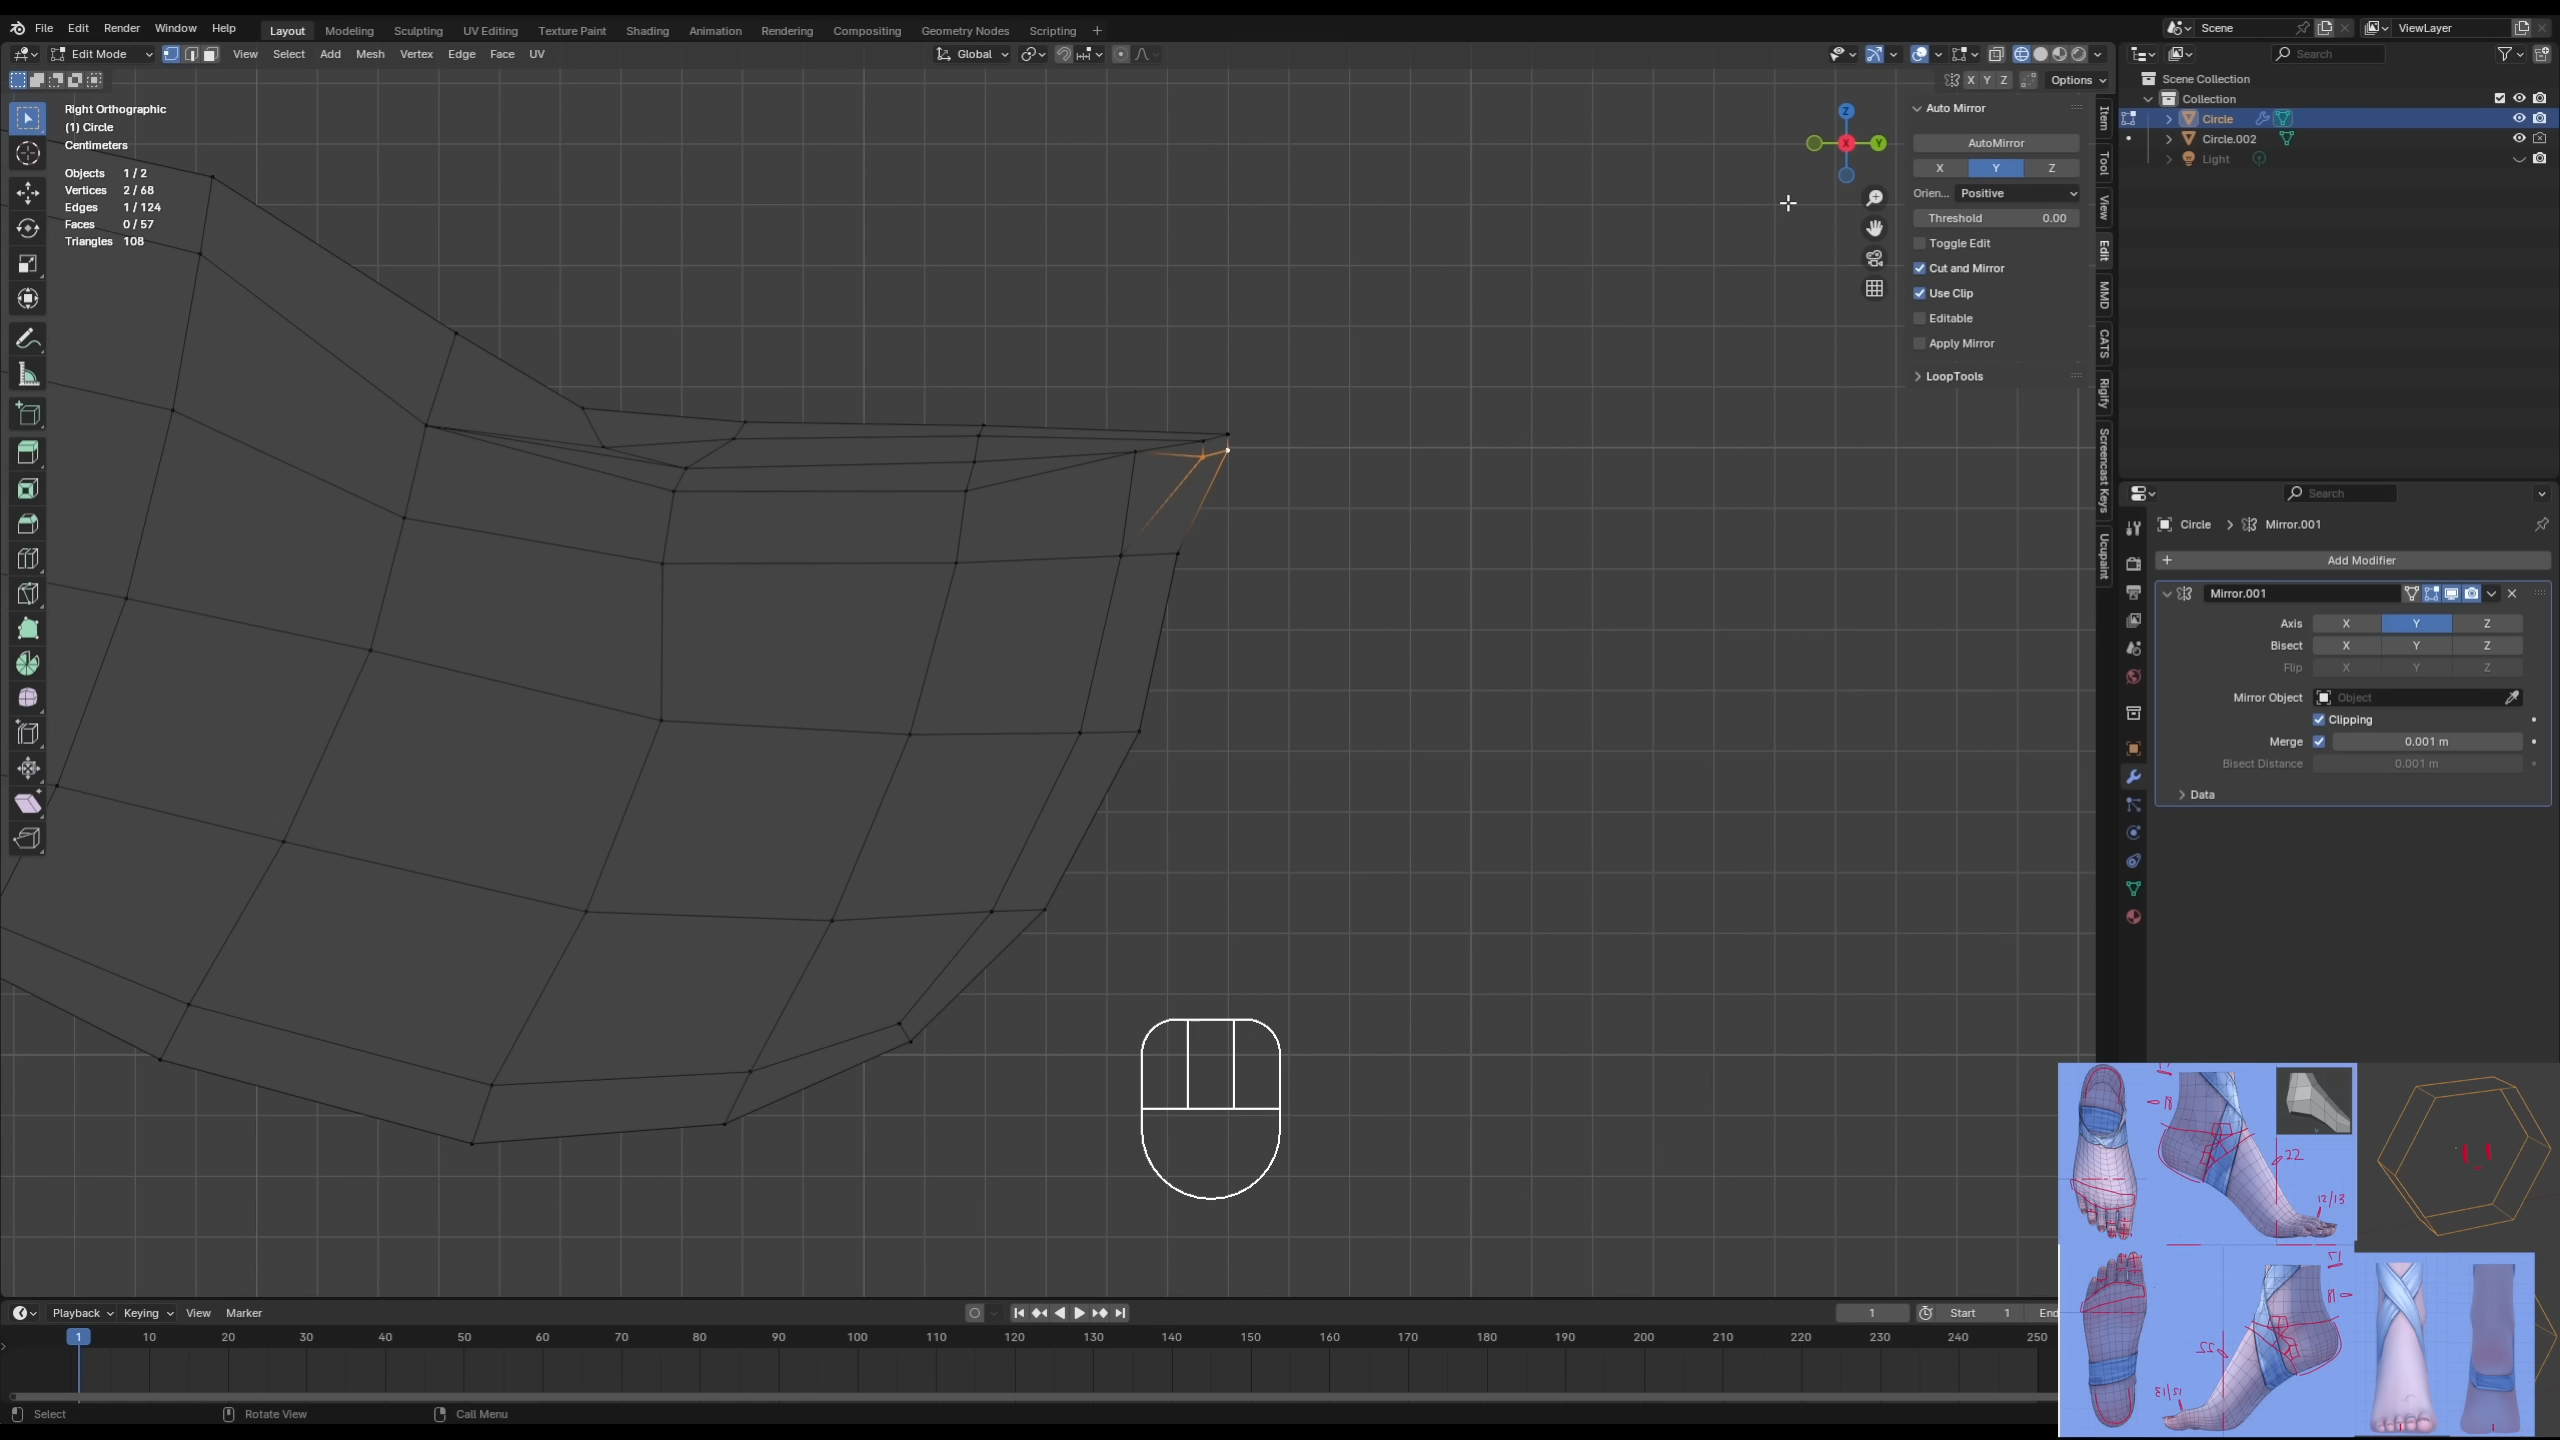 File Edit Render Window Help Layout Modeling Sculpting UV Editing Texture Paint Shading Animation Rendering Compositing Geometry Nodes Scripting + Scene ViewLayer
Edit Mode View Select Add Mesh Vertex Edge Face UV Global Search
X Y Z Options
Right Orthographic
(1) Circle
Centimeters
Objects 1 / 2
Vertices 2 / 68
Edges 1 / 124
Faces 0 / 57
Triangles 108
Z
X
Y
Auto Mirror
AutoMirror
X Y Z
Orien... Positive
Threshold 0.00
Toggle Edit
Cut and Mirror
Use Clip
Editable
Apply Mirror
LoopTools
Item
Tool
View
Edit
MMD
CATS
Rigify
Screencast Keys
Ucupaint
Scene Collection
Collection
Circle
Circle.002
Light
Search
Circle > Mirror.001
+ Add Modifier
Mirror.001
Axis X Y Z
Bisect X Y Z
Flip X Y Z
Mirror Object Object
Clipping
Merge 0.001 m
Bisect Distance 0.001 m
Data
22
12/13
Playback Keying View Marker 1 Start 1 End
1 10 20 30 40 50 60 70 80 90 100 110 120 130 140 150 160 170 180 190 200 210 220 230 240 250
Select Rotate View Call Menu